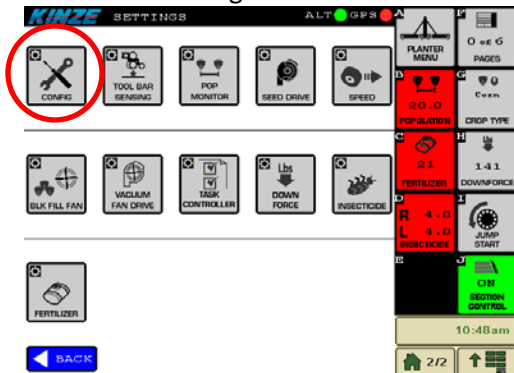 KINZE SETTINGS ALT GPS
CONFIG
TOOL BAR
SENSING
POP
MONITOR
SEED DRIVE
SPEED
BLK FILL FAN
VACUUM
FAN DRIVE
TASK
CONTROLLER
Lbs
DOWN
FORCE
INSECTICIDE
FERTILIZER
BACK
A
PLANTER
MENU
F
0 of 6
PAGES
B
20.0
POPULATION
G
Corn
CROP TYPE
C
21
FERTILIZER
H
Lbs
141
DOWNFORCE
D
R 4.0
L 4.0
INSECTICIDE
I
JUMP
START
E
J
ON
SECTION
CONTROL
10:48am
2/2